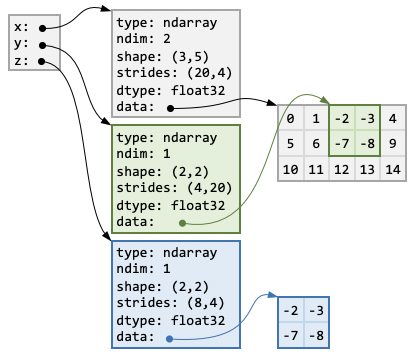 x:
y:
z:
type: ndarray
ndim: 2
shape: (3,5)
strides: (20,4)
dtype: float32
data:
0 1 -2 -3 4
5 6 -7 -8 9
10 11 12 13 14
type: ndarray
ndim: 1
shape: (2,2)
strides: (4,20)
dtype: float32
data:
type: ndarray
ndim: 1
shape: (2,2)
strides: (8,4)
dtype: float32
data:
-2 -3
-7 -8